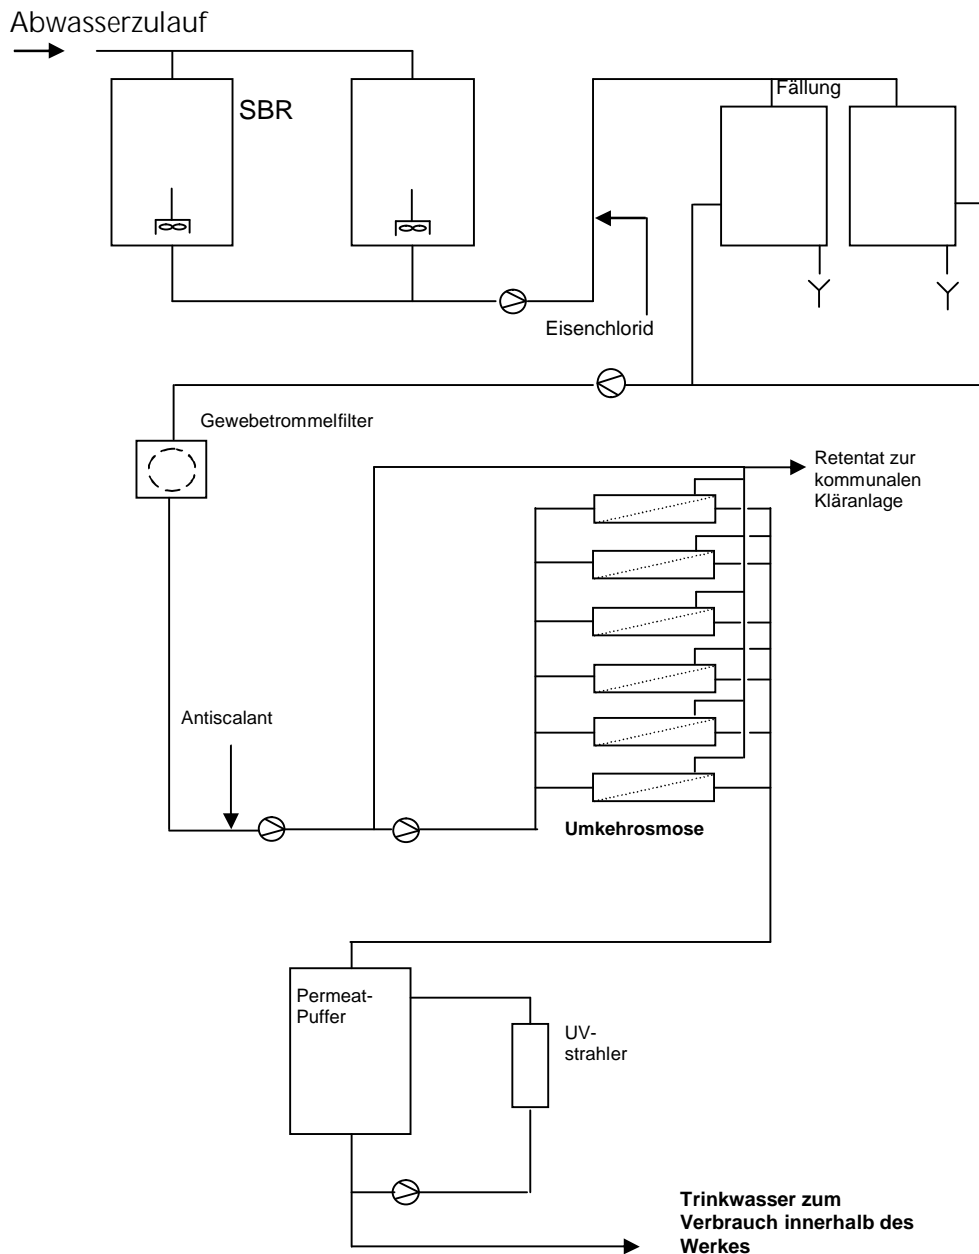 Abwasserzulauf
SBR
Fällung
Eisenchlorid
Gewebetrommelfilter
Retentat zur
kommunalen
Kläranlage
Antiscalant
Umkehrosmose
Permeat-
Puffer
UV-
strahler
Trinkwasser zum
Verbrauch innerhalb des
Werkes